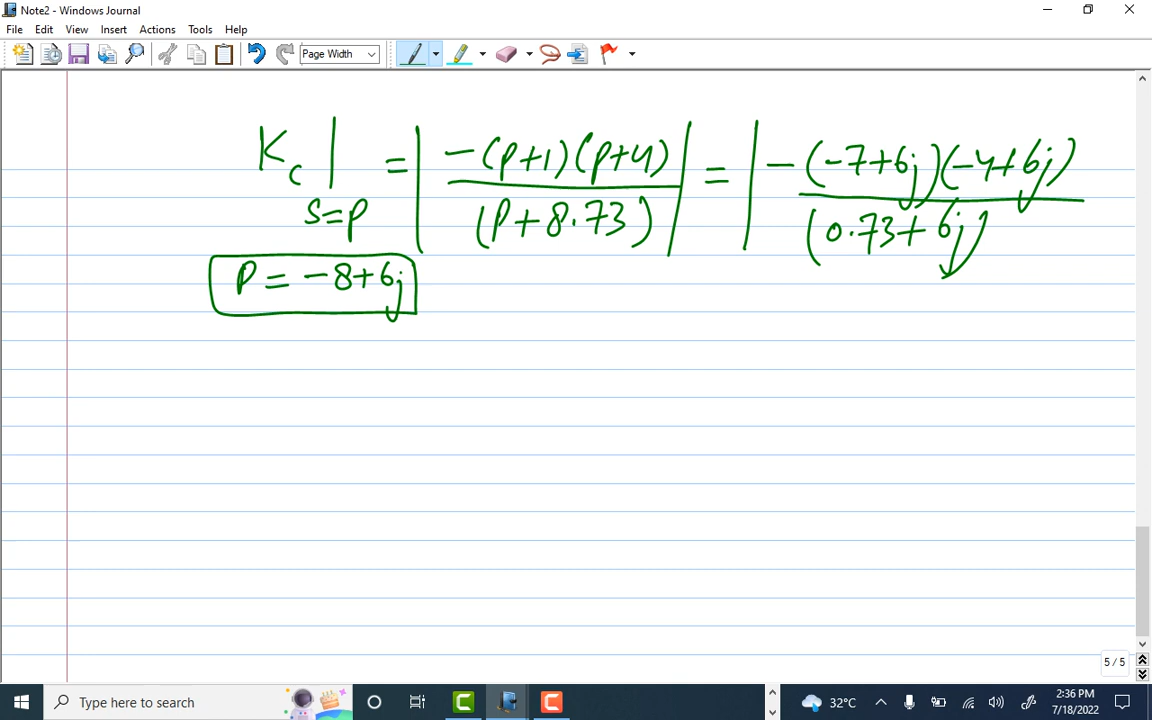 Note2 - Windows Journal
File Edit View Insert Actions Tools Help
Page Width
Kc| s=p = |-(p+1)(p+4) / (p+8.73)| = |-(-7+6j)(-4+6j) / (0.73+6j)
P = -8+6j
5 / 5
Type here to search
32°C
2:36 PM
7/18/2022